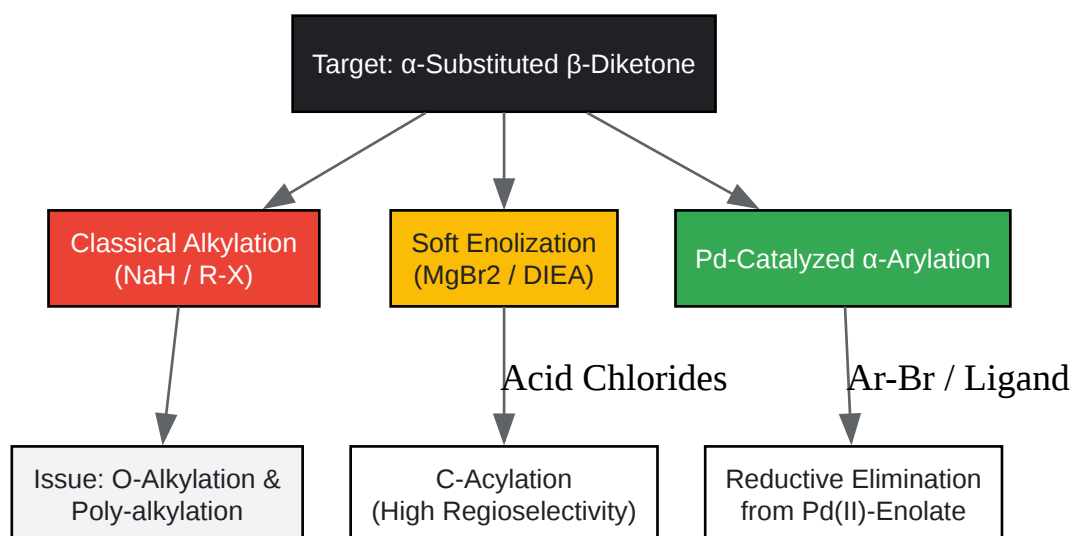 Target: α-Substituted β-Diketone
Classical Alkylation
(NaH / R-X)
Soft Enolization
(MgBr2 / DIEA)
Pd-Catalyzed α-Arylation
Acid Chlorides
Ar-Br / Ligand
Issue: O-Alkylation &
Poly-alkylation
C-Acylation
(High Regioselectivity)
Reductive Elimination
from Pd(II)-Enolate